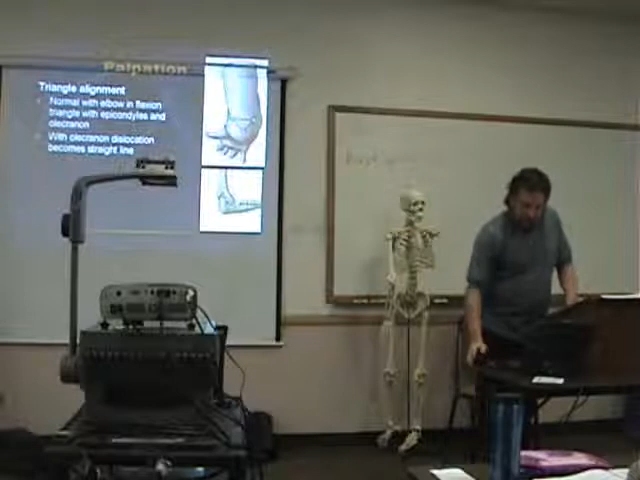 Palpation
Triangle alignment
Normal with elbow in flexion
triangle with epicondyles and
olecranon
With olecranon dislocation
becomes straight line